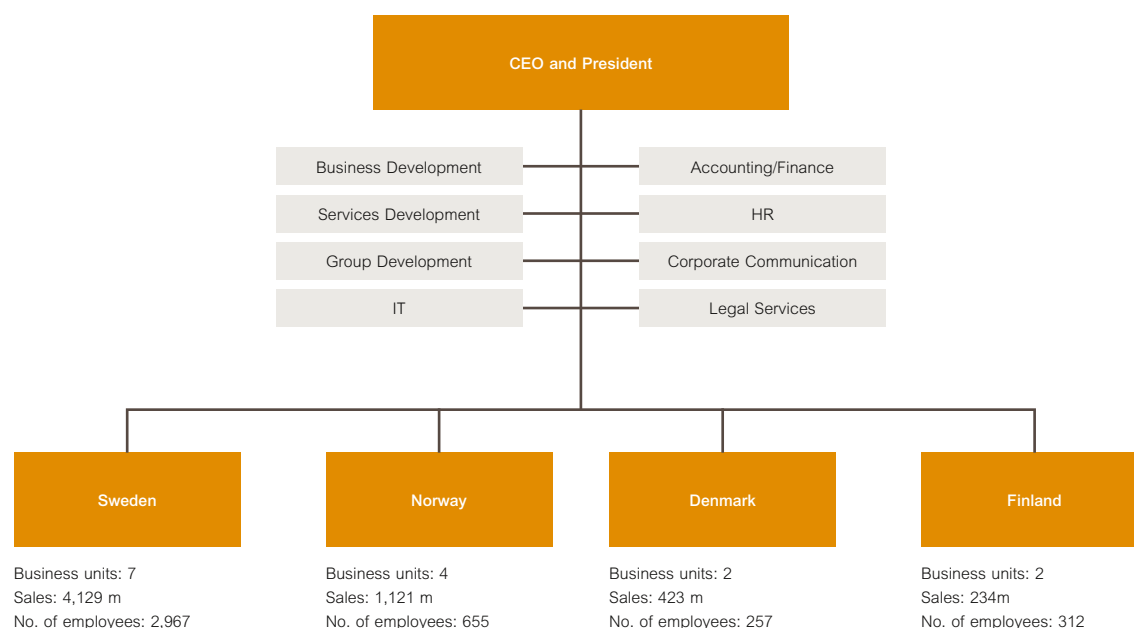 CEO and President
Business Development
Accounting/Finance
Services Development
HR
Group Development
Corporate Communication
IT
Legal Services
Sweden
Norway
Denmark
Finland
Business units: 7
Sales: 4,129 m
No. of employees: 2,967
Business units: 4
Sales: 1,121 m
No. of employees: 655
Business units: 2
Sales: 423 m
No. of employees: 257
Business units: 2
Sales: 234m
No. of employees: 312